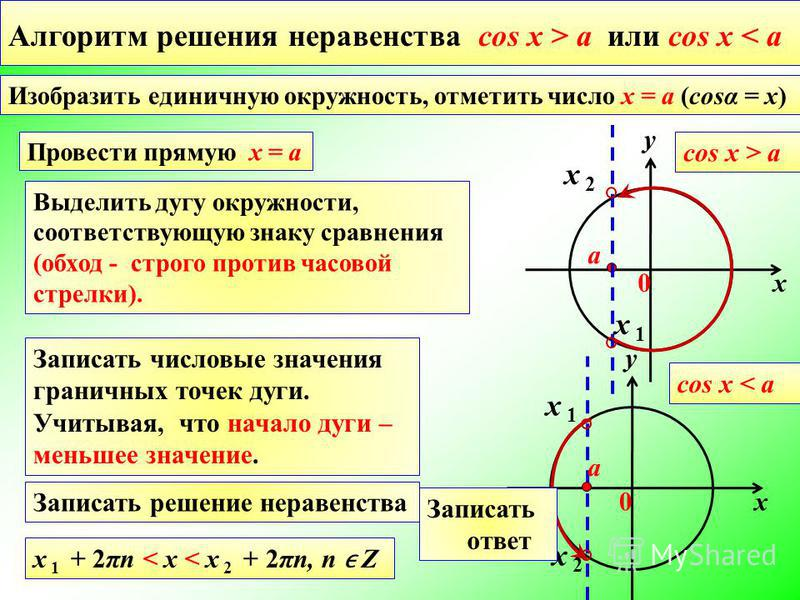 Алгоритм решения неравенства cos x > a или cos x < a
Изобразить единичную окружность, отметить число x = a (cosα = x)
Провести прямую x = a
Выделить дугу окружности,
соответствующую знаку сравнения
(обход - строго против часовой
стрелки).
Записать числовые значения
граничных точек дуги.
Учитывая, что начало дуги –
меньшее значение.
Записать решение неравенства
x 1 + 2πn < x < x 2 + 2πn, n ∈ Z
Записать
ответ
cos x > a
y
x 2
a
0
x
x 1
cos x < a
y
x 1
a
0
x
x 2
MyShared